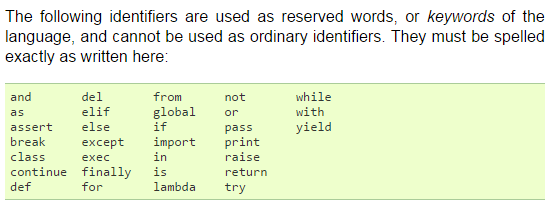 The following identifiers are used as reserved words, or keywords of the
language, and cannot be used as ordinary identifiers. They must be spelled
exactly as written here:
and del from not while
as elif global or with
assert else if pass yield
break except import print
class exec in raise
continue finally is return
def for lambda try